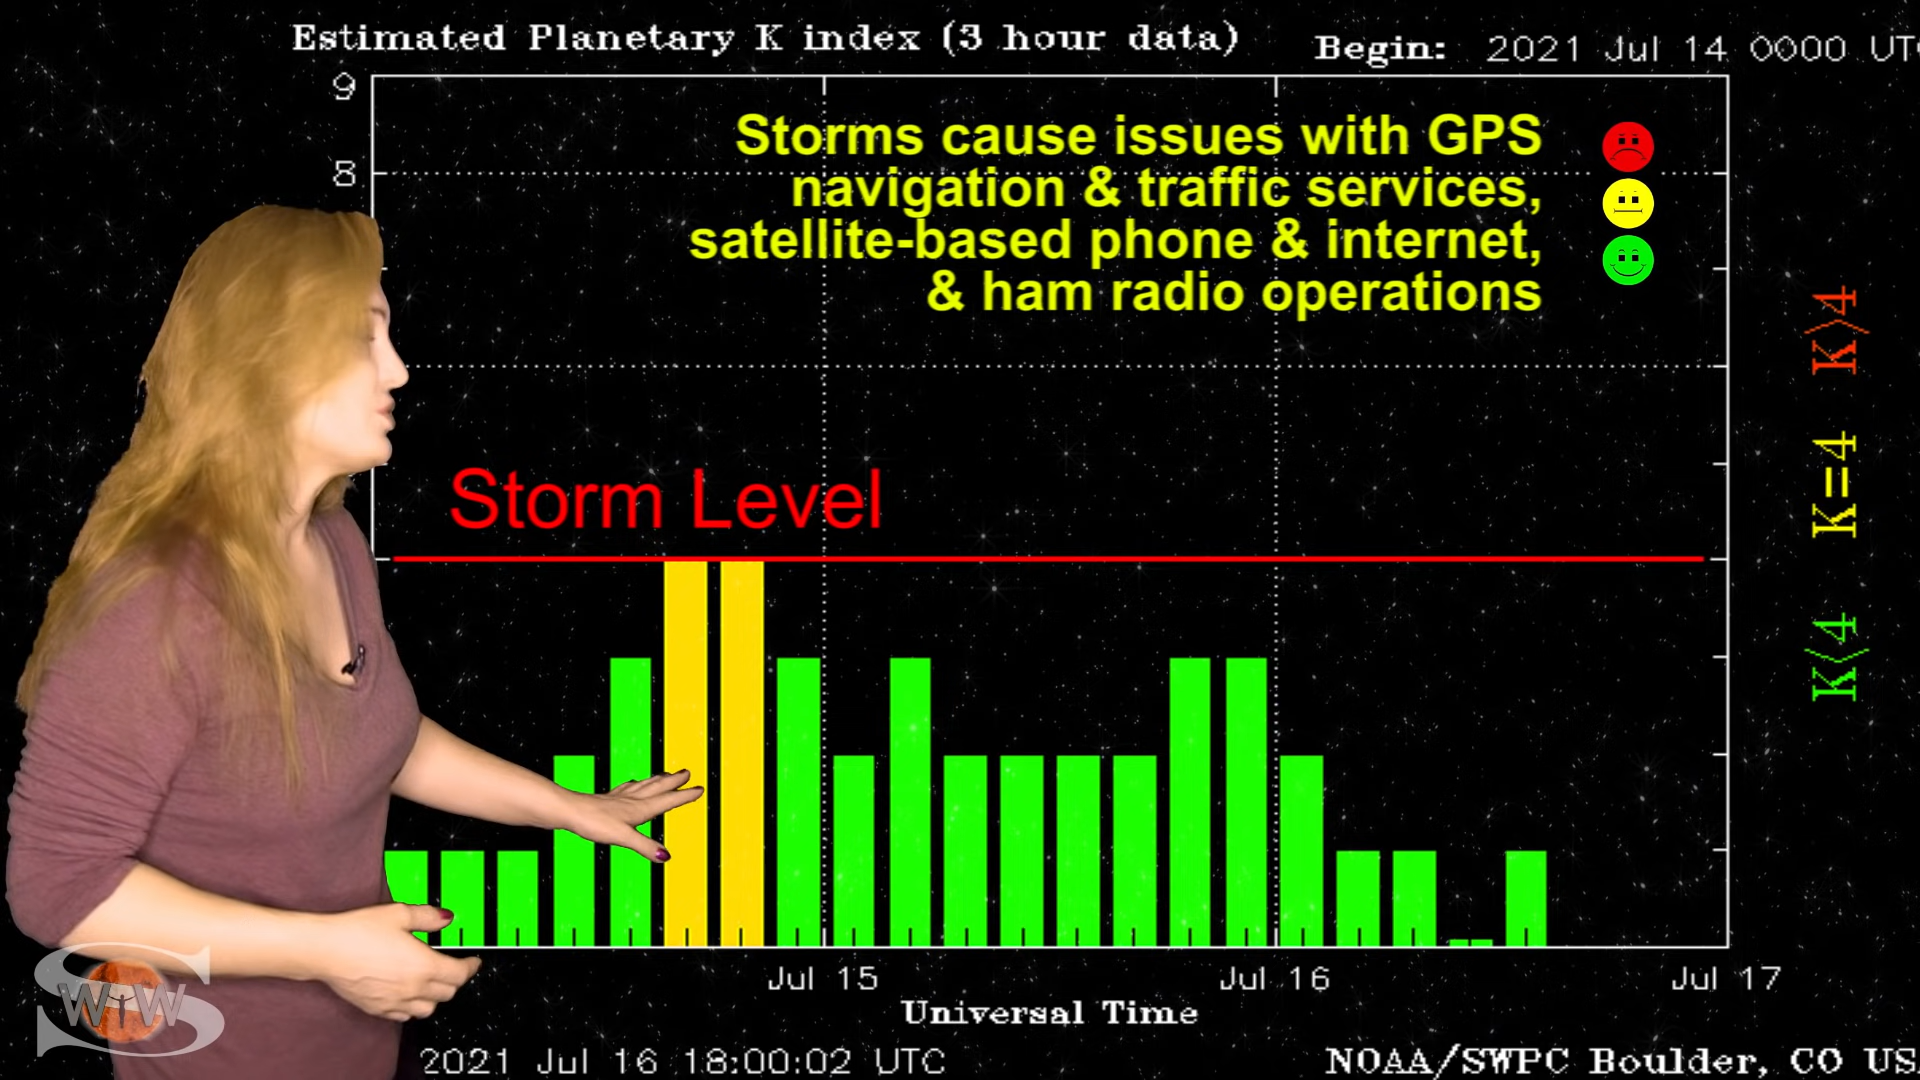 Estimated Planetary K index (3 hour data)
Begin: 2021 Jul 14 0000 UTC
9
8
Storms cause issues with GPS
navigation & traffic services,
satellite-based phone & internet,
& ham radio operations
K>4
K=4
K<4
Storm Level
Jul 15
Jul 16
Jul 17
Universal Time
2021 Jul 16 18:00:02 UTC
NOAA/SWPC Boulder, CO US
S
WTW